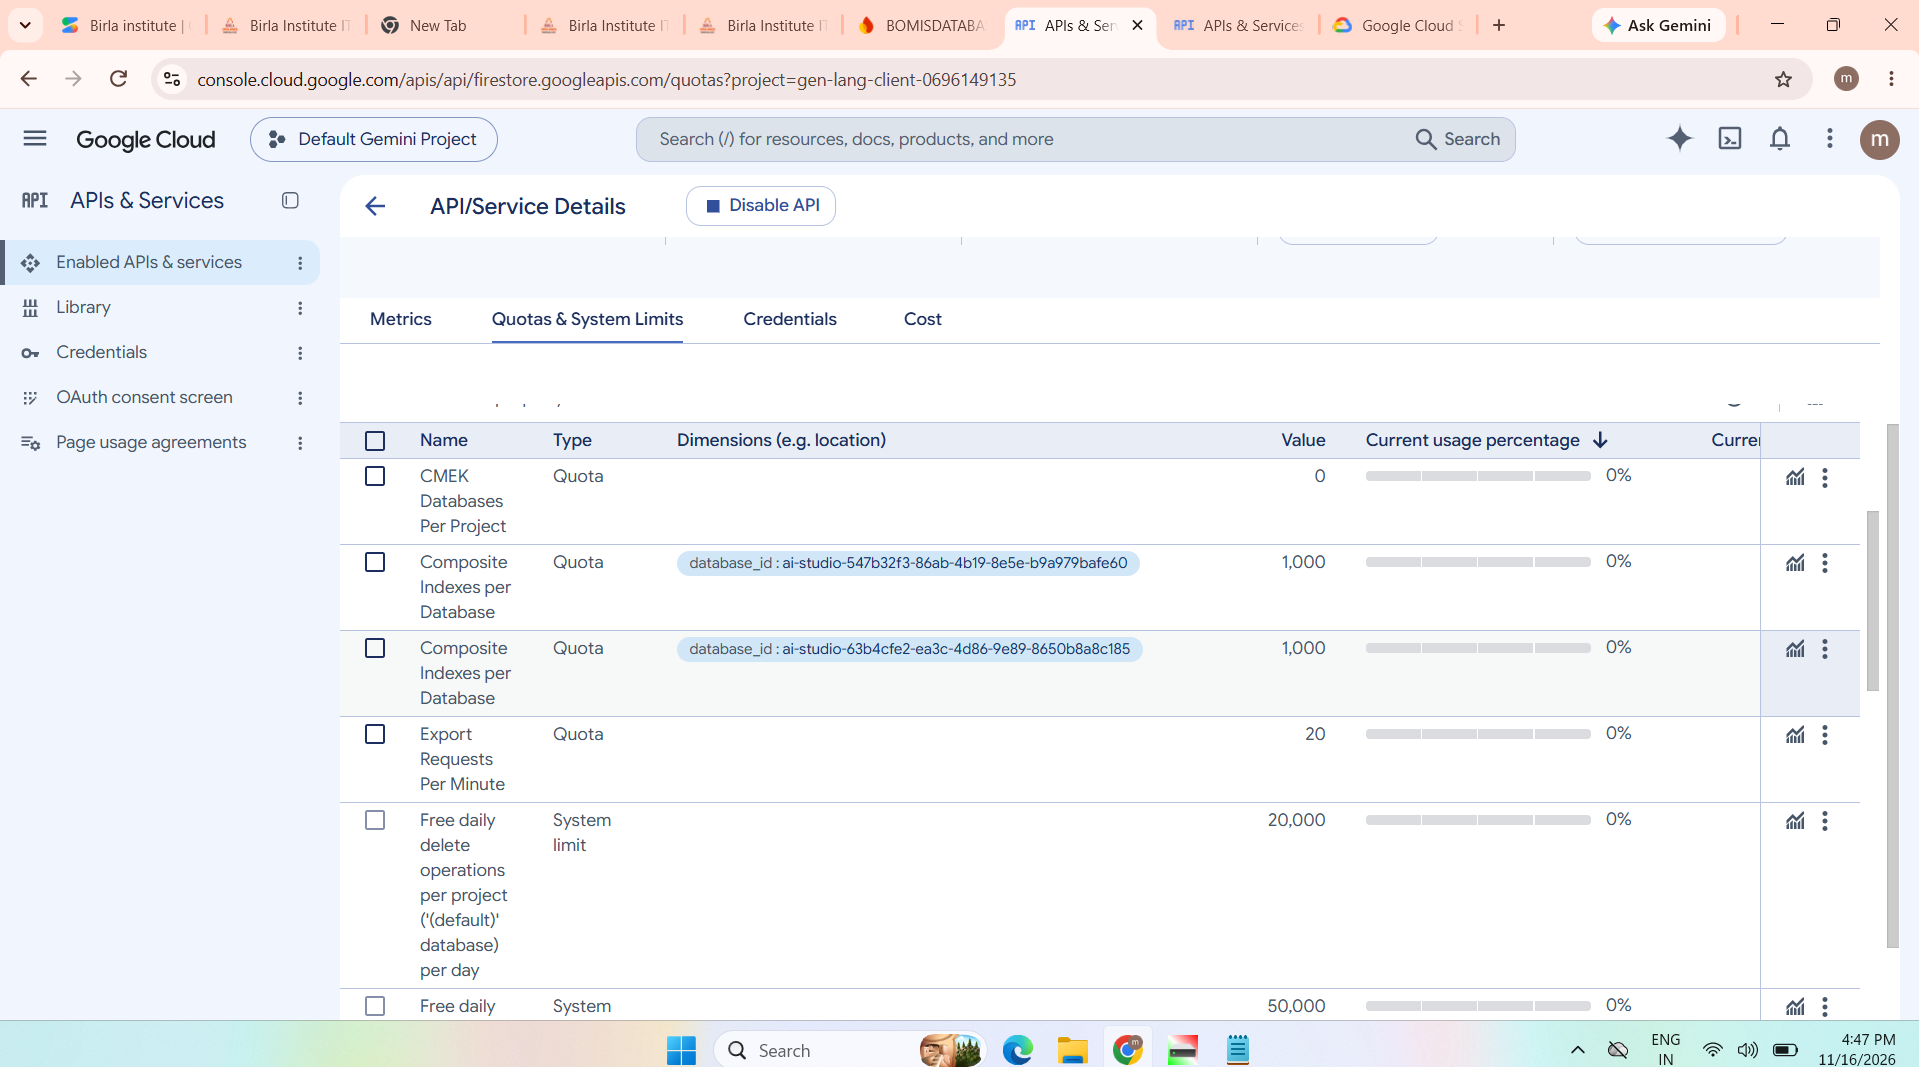 Birla institute |
Birla Institute IT
New Tab
Birla Institute IT
Birla Institute IT
BOMISDATABA
API APIs & Ser
API APIs & Services
Google Cloud S
Ask Gemini
console.cloud.google.com/apis/api/firestore.googleapis.com/quotas?project=gen-lang-client-0696149135
m
Google Cloud
Default Gemini Project
Search (/) for resources, docs, products, and more
Search
m
API APIs & Services
API/Service Details
Disable API
Enabled APIs & services
Library
Credentials
OAuth consent screen
Page usage agreements
Metrics
Quotas & System Limits
Credentials
Cost
Name
Type
Dimensions (e.g. location)
Value
Current usage percentage
Currer
CMEK
Databases
Per Project
Quota
0
0%
Composite
Indexes per
Database
Quota
database_id : ai-studio-547b32f3-86ab-4b19-8e5e-b9a979bafe60
1,000
0%
Composite
Indexes per
Database
Quota
database_id : ai-studio-63b4cfe2-ea3c-4d86-9e89-8650b8a8c185
1,000
0%
Export
Requests
Per Minute
Quota
20
0%
Free daily
delete
operations
per project
('(default)'
database)
per day
System
limit
20,000
0%
Free daily
System
50,000
0%
Search
m
ENG
IN
4:47 PM
11/16/2026